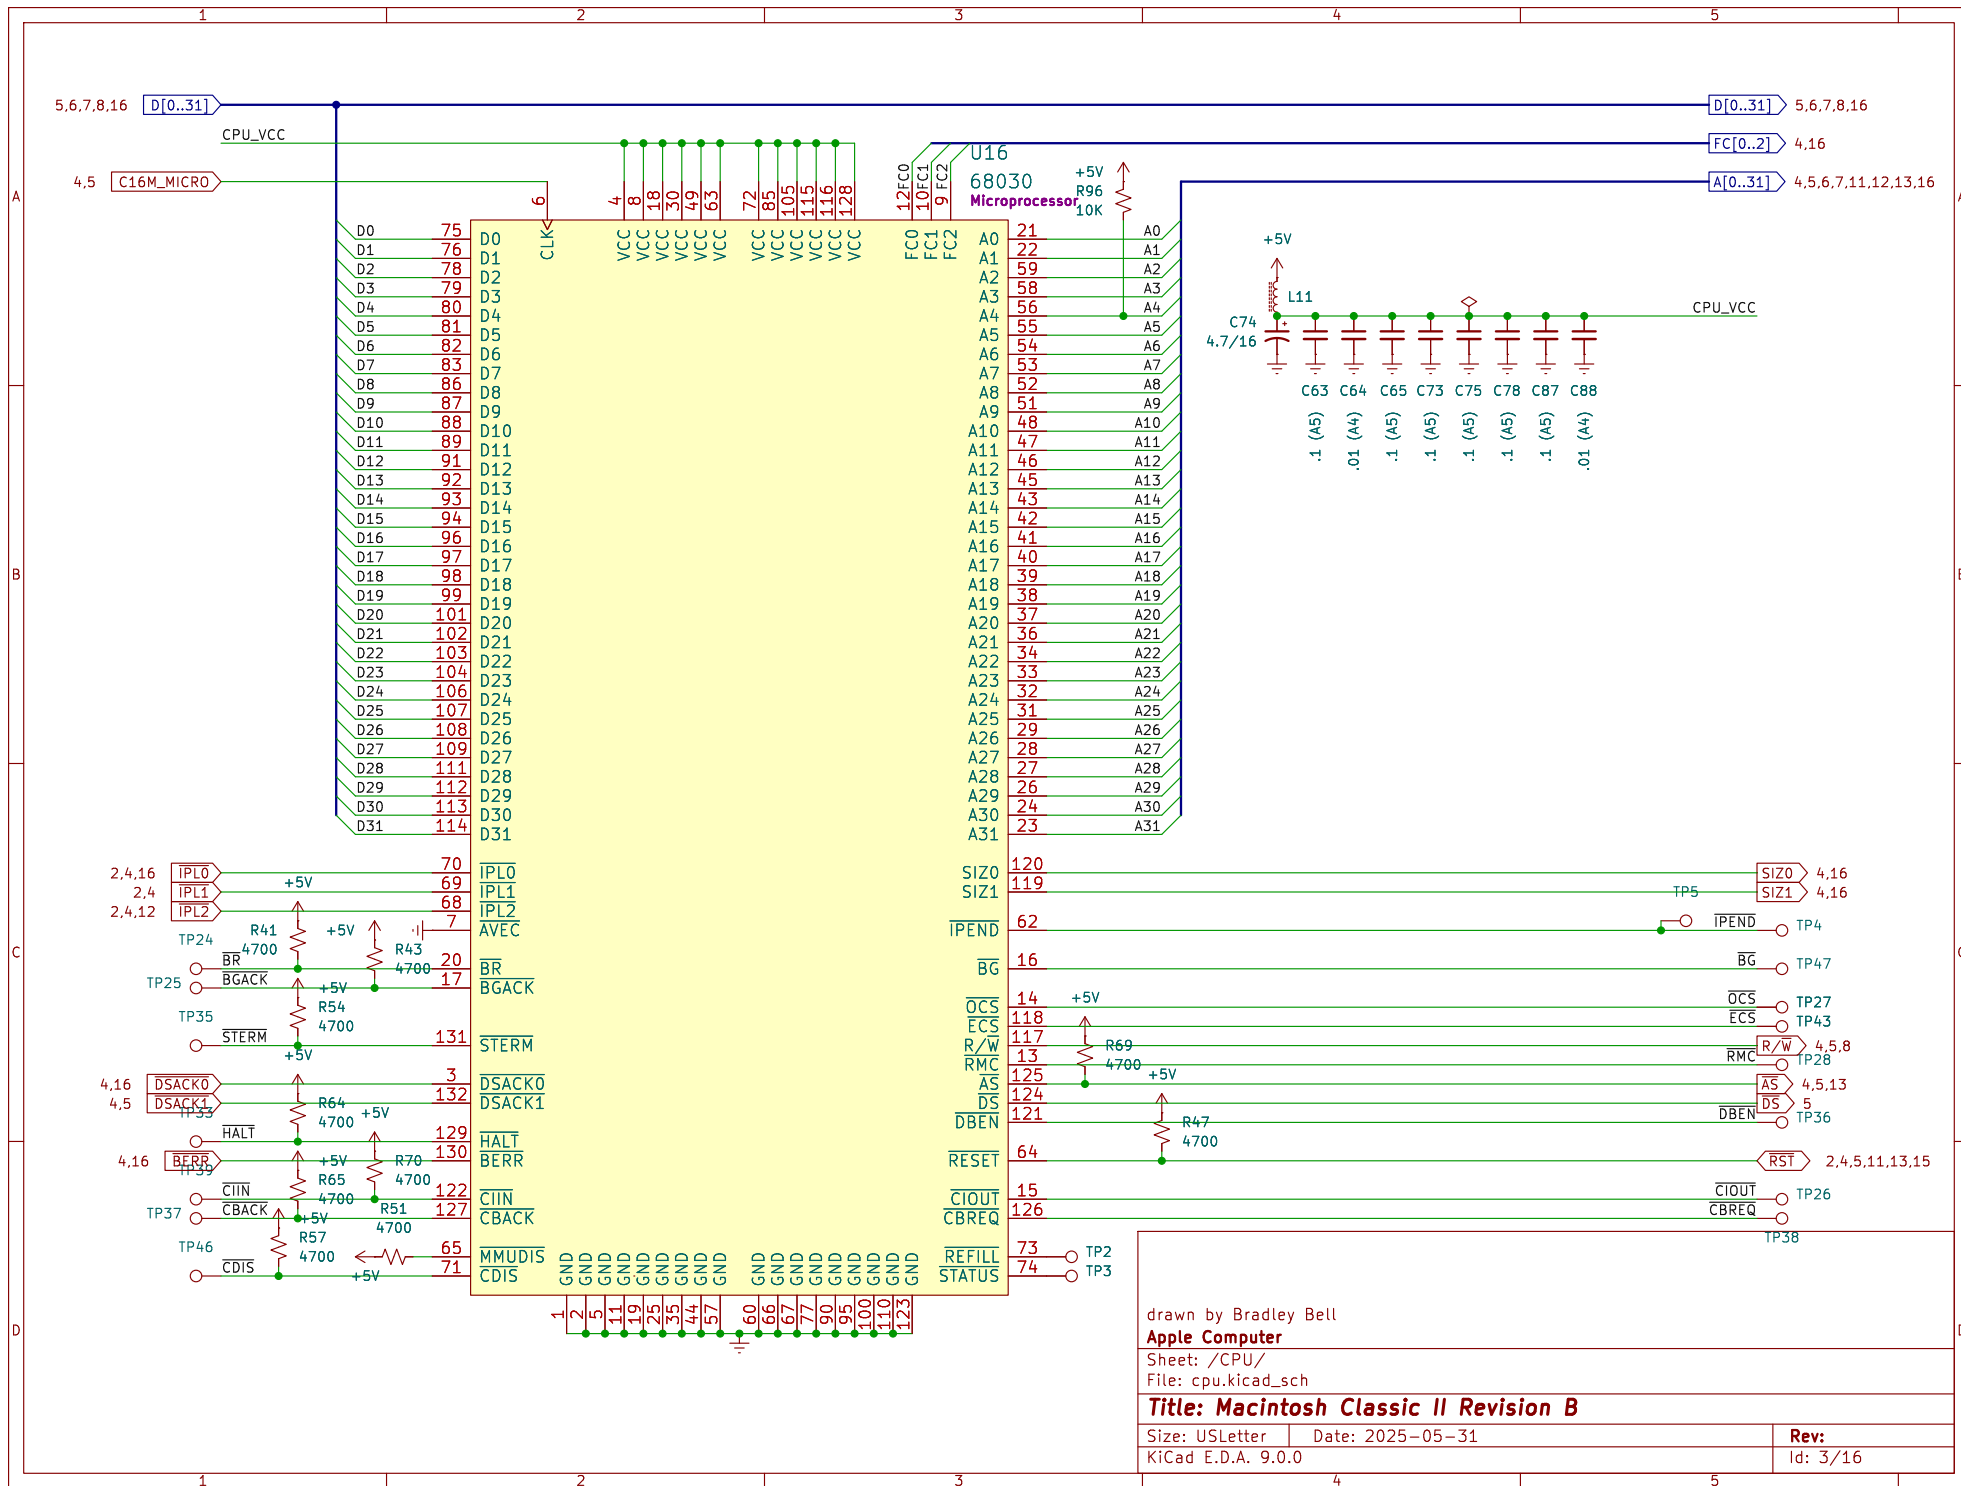 1 2 3 4 5
5,6,7,8,16 D[0..31] D[0..31] 5,6,7,8,16
CPU_VCC FC[0..2] 4,16
4,5 C16M_MICRO A[0..31] 4,5,6,7,11,12,13,16
U16
68030
Microprocessor
+5V
R96
10K
6 4 8 18 30 49 63 72 85 105 115 116 128 12 FC0 10 FC1 9 FC2
CLK VCC VCC VCC VCC VCC VCC VCC VCC VCC VCC VCC VCC FC0 FC1 FC2
A
D0 75 D0 A0 21 A0
D1 76 D1 A1 22 A1
D2 78 D2 A2 59 A2
D3 79 D3 A3 58 A3
D4 80 D4 A4 56 A4
D5 81 D5 A5 55 A5
D6 82 D6 A6 54 A6
D7 83 D7 A7 53 A7
D8 86 D8 A8 52 A8
D9 87 D9 A9 51 A9
D10 88 D10 A10 48 A10
D11 89 D11 A11 47 A11
D12 91 D12 A12 46 A12
D13 92 D13 A13 45 A13
D14 93 D14 A14 43 A14
D15 94 D15 A15 42 A15
D16 96 D16 A16 41 A16
D17 97 D17 A17 40 A17
D18 98 D18 A18 39 A18
D19 99 D19 A19 38 A19
D20 101 D20 A20 37 A20
D21 102 D21 A21 36 A21
D22 103 D22 A22 34 A22
D23 104 D23 A23 33 A23
D24 106 D24 A24 32 A24
D25 107 D25 A25 31 A25
D26 108 D26 A26 29 A26
D27 109 D27 A27 28 A27
D28 111 D28 A28 27 A28
D29 112 D29 A29 26 A29
D30 113 D30 A30 24 A30
D31 114 D31 A31 23 A31
+5V
L11
CPU_VCC
C74
4.7/16
+
C63 C64 C65 C73 C75 C78 C87 C88
.1 (A5) .01 (A4) .1 (A5) .1 (A5) .1 (A5) .1 (A5) .1 (A5) .01 (A4)
B
2,4,16 IPL0 70 IPL0 SIZ0 120 SIZ0 4,16
2,4 IPL1 69 IPL1 SIZ1 119 SIZ1 4,16
2,4,12 IPL2 68 IPL2
7 AVEC IPEND 62 TP5 IPEND TP4
+5V
R41
4700
+5V
R43
4700
C
TP24 BR 20 BR BG 16 BG TP47
TP25 BGACK 17 BGACK
OCS 14 OCS TP27
ECS 118 ECS TP43
+5V
R54
4700
TP35 STERM 131 STERM R/W 117 R/W 4,5,8
RMC 13 RMC TP28
+5V
R69
4700
4,16 DSACK0 3 DSACK0 AS 125 AS 4,5,13
4,5 DSACK1 132 DSACK1 DS 124 DS 5
DBEN 121 DBEN TP36
+5V
R64
4700
+5V
R47
4700
TP33 HALT 129 HALT
4,16 BERR 130 BERR RESET 64 RST 2,4,5,11,13,15
+5V
R70
4700
TP39 CIIN 122 CIIN CIOUT 15 CIOUT TP26
TP37 CBACK 127 CBACK CBREQ 126 CBREQ TP38
+5V
R65
4700
R51
4700
+5V
65 MMUDIS REFILL 73 TP2
+5V
R57
4700
TP46 CDIS 71 CDIS STATUS 74 TP3
GND GND GND GND GND GND GND GND GND GND GND GND GND GND GND GND GND GND
1 2 5 11 19 25 35 44 57 60 66 67 77 90 95 100 110 123
D
drawn by Bradley Bell
Apple Computer
Sheet: /CPU/
File: cpu.kicad_sch
Title: Macintosh Classic II Revision B
Size: USLetter Date: 2025-05-31 Rev:
KiCad E.D.A. 9.0.0 Id: 3/16
1 2 3 4 5